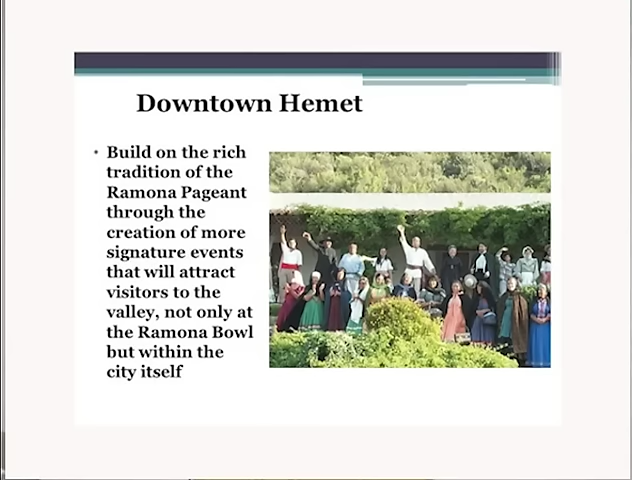 Downtown Hemet
• Build on the rich
tradition of the
Ramona Pageant
through the
creation of more
signature events
that will attract
visitors to the
valley, not only at
the Ramona Bowl
but within the
city itself